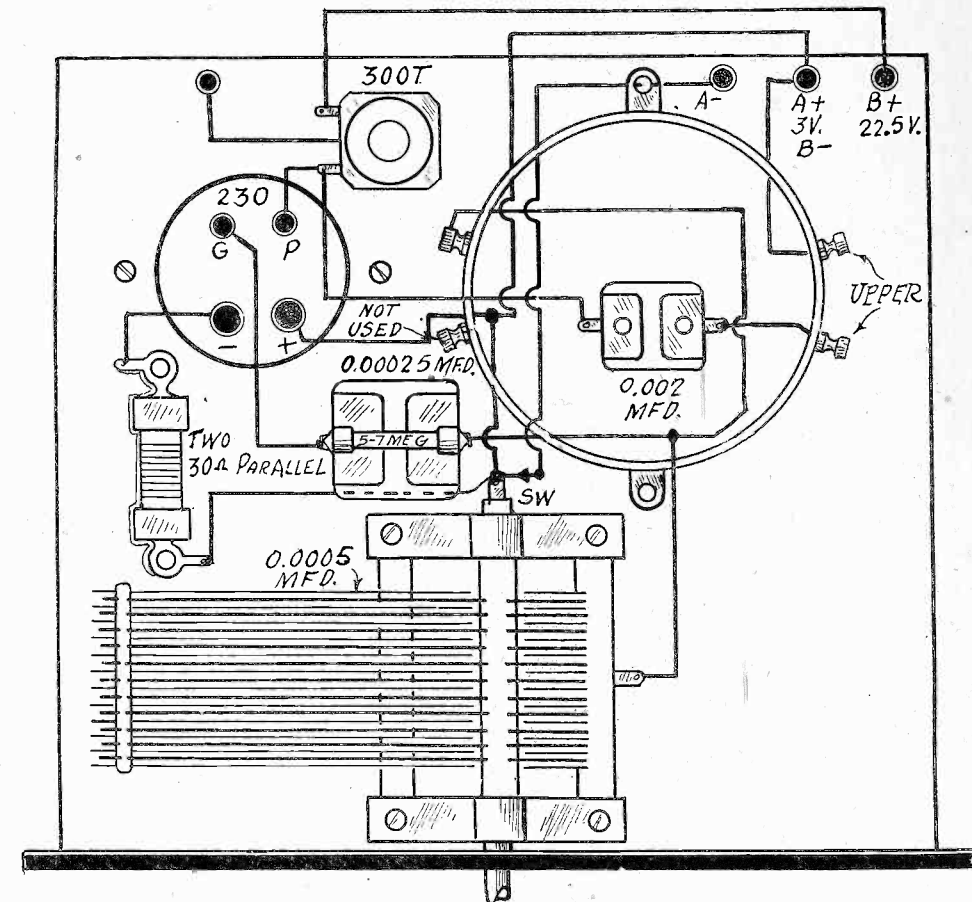 300T.
A-
A+
3V.
B-
B+
22.5V.
230
G
P
-
+
NOT
USED
UPPER
0.00025 MFD.
5-7 MEG
0.002
MFD.
TWO
30Ω PARALLEL
SW
0.0005
MFD.